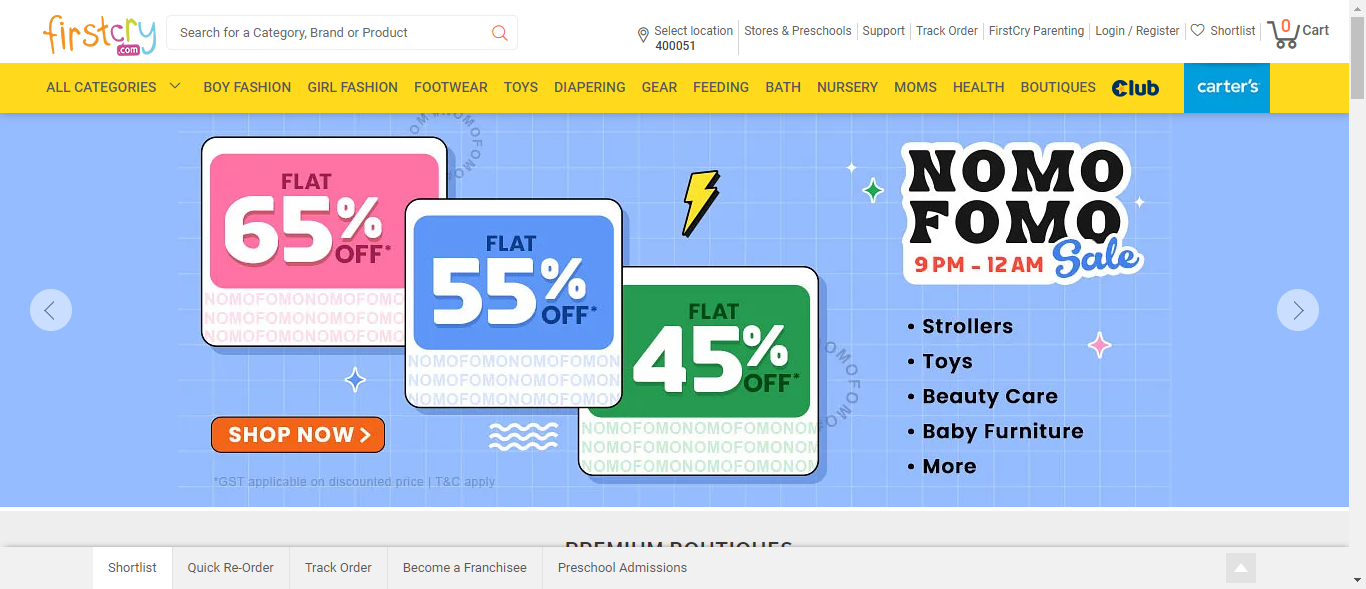 firstcry
.com
Search for a Category, Brand or Product
Select location
400051
Stores & Preschools
Support
Track Order
FirstCry Parenting
Login / Register
Shortlist
0
Cart
ALL CATEGORIES
BOY FASHION
GIRL FASHION
FOOTWEAR
TOYS
DIAPERING
GEAR
FEEDING
BATH
NURSERY
MOMS
HEALTH
BOUTIQUES
Club
carter's
FLAT
65%
OFF*
NOMOFOMONOMOFOMO
NOMOFOMONOMOFOMO
NOMOFOMONOMOFOMO
FLAT
55%
OFF*
NOMOFOMONOMOFOMON
NOMOFOMONOMOFOMON
NOMOFOMONOMOFOMON
FLAT
45%
OFF*
NOMOFOMONOMOFOMONOM
NOMOFOMONOMOFOMONOM
NOMOFOMONOMOFOMONOM
NOMO
FOMO
9 PM - 12 AM Sale
• Strollers
• Toys
• Beauty Care
• Baby Furniture
• More
SHOP NOW >
*GST applicable on discounted price | T&C apply
PREMIUM BOUTIQUES
Shortlist
Quick Re-Order
Track Order
Become a Franchisee
Preschool Admissions